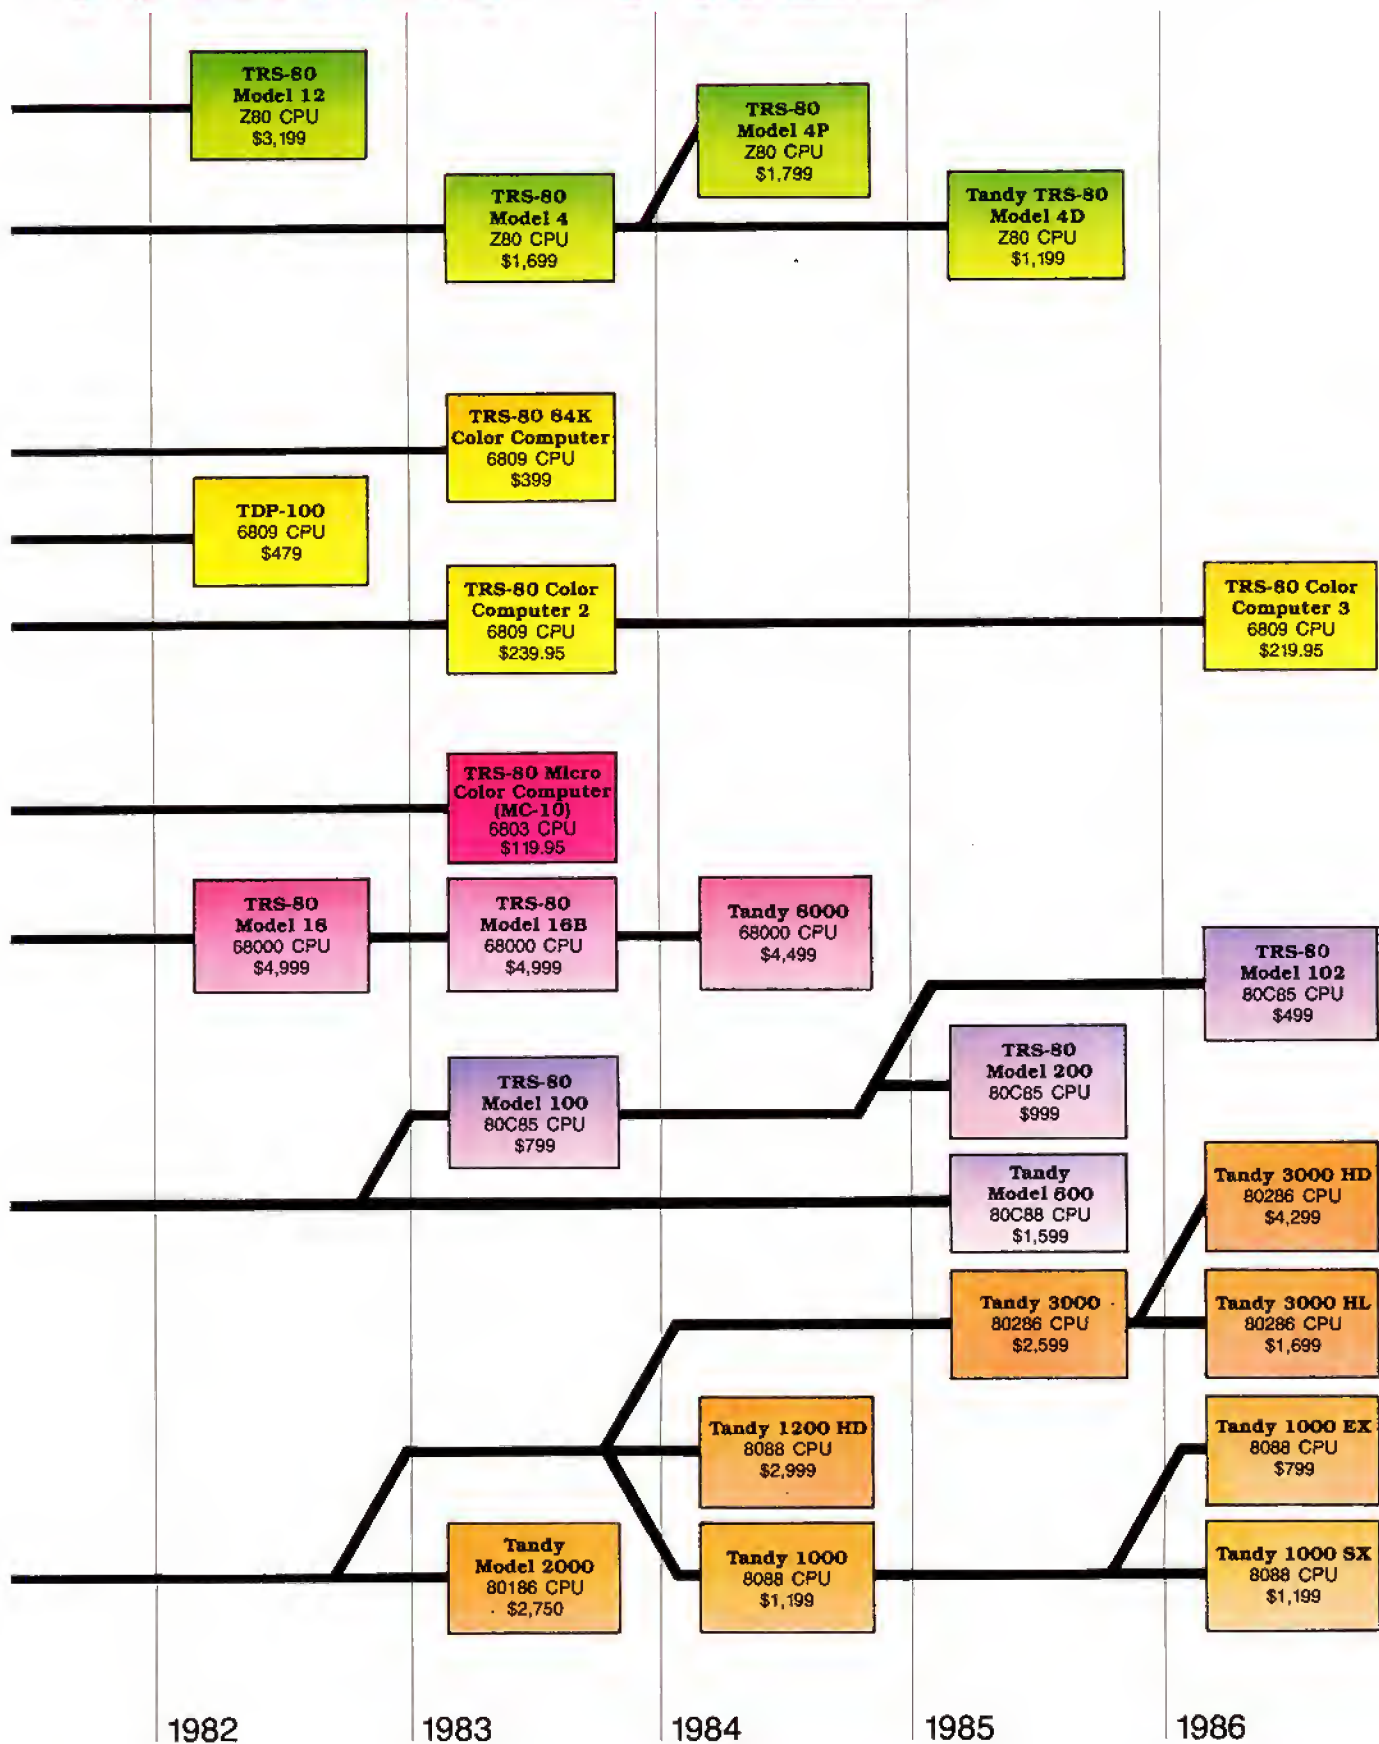 TRS-80
Model 12
Z80 CPU
$3,199
TRS-80
Model 4P
Z80 CPU
$1,799
TRS-80
Model 4
Z80 CPU
$1,699
Tandy TRS-80
Model 4D
Z80 CPU
$1,199
TRS-80 64K
Color Computer
6809 CPU
$399
TDP-100
6809 CPU
$479
TRS-80 Color
Computer 2
6809 CPU
$239.95
TRS-80 Color
Computer 3
6809 CPU
$219.95
TRS-80 Micro
Color Computer
(MC-10)
6803 CPU
$119.95
TRS-80
Model 16
68000 CPU
$4,999
TRS-80
Model 16B
68000 CPU
$4,999
Tandy 6000
68000 CPU
$4,499
TRS-80
Model 102
80C85 CPU
$499
TRS-80
Model 200
80C85 CPU
$999
TRS-80
Model 100
80C85 CPU
$799
Tandy
Model 600
80C88 CPU
$1,599
Tandy 3000 HD
80286 CPU
$4,299
Tandy 3000
80286 CPU
$2,599
Tandy 3000 HL
80286 CPU
$1,699
Tandy 1200 HD
8088 CPU
$2,999
Tandy 1000 EX
8088 CPU
$799
Tandy
Model 2000
80186 CPU
$2,750
Tandy 1000
8088 CPU
$1,199
Tandy 1000 SX
8088 CPU
$1,199
1982
1983
1984
1985
1986